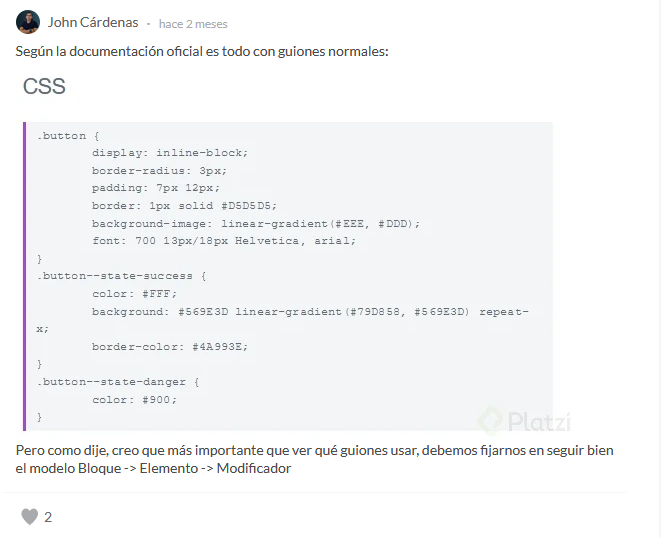 John Cárdenas - hace 2 meses
Según la documentación oficial es todo con guiones normales:
CSS
.button {
display: inline-block;
border-radius: 3px;
padding: 7px 12px;
border: 1px solid #D5D5D5;
background-image: linear-gradient(#EEE, #DDD);
font: 700 13px/18px Helvetica, arial;
}
.button--state-success {
color: #FFF;
background: #569E3D linear-gradient(#79D858, #569E3D) repeat-
x;
border-color: #4A993E;
}
.button--state-danger {
color: #900;
}
Platzi
Pero como dije, creo que más importante que ver qué guiones usar, debemos fijarnos en seguir bien
el modelo Bloque -> Elemento -> Modificador
2